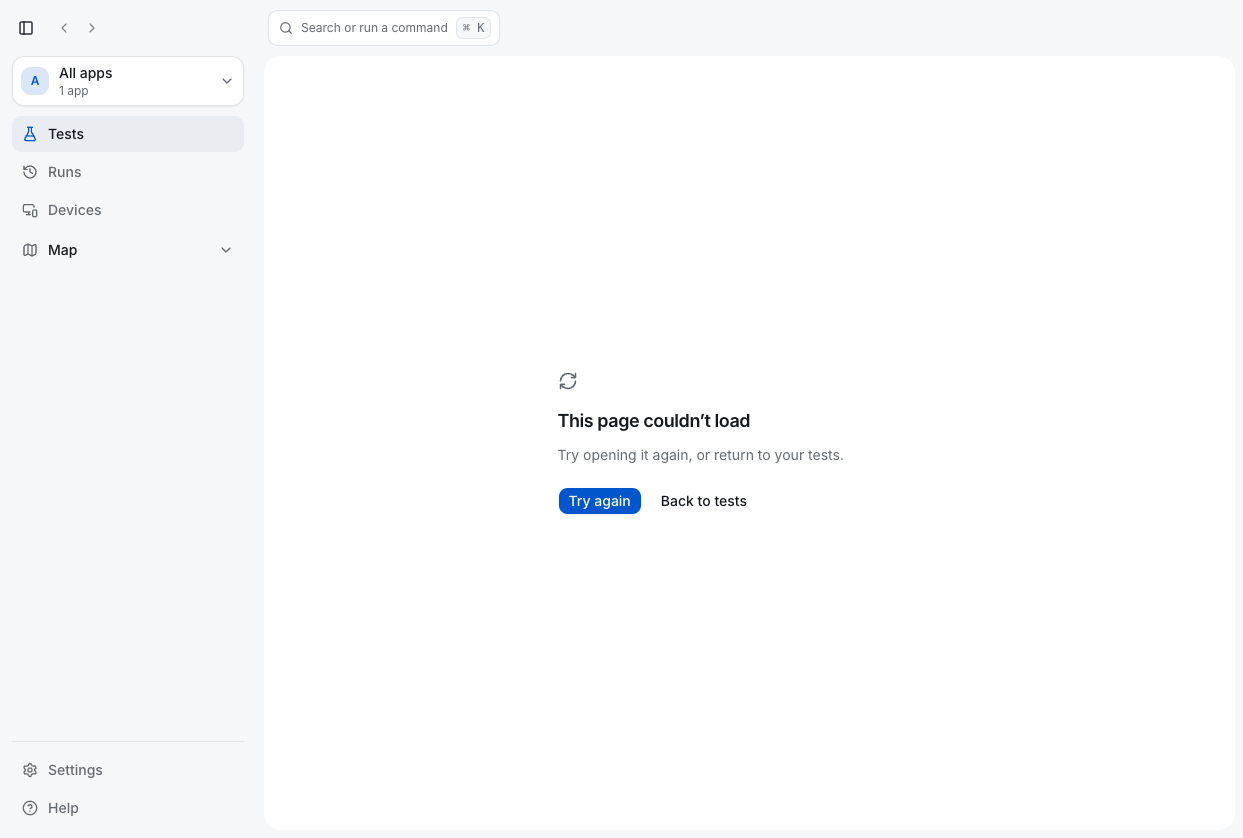 Search or run a command ⌘ K
A
All apps
1 app
Tests
Runs
Devices
Map
This page couldn’t load
Try opening it again, or return to your tests.
Try again
Back to tests
Settings
Help